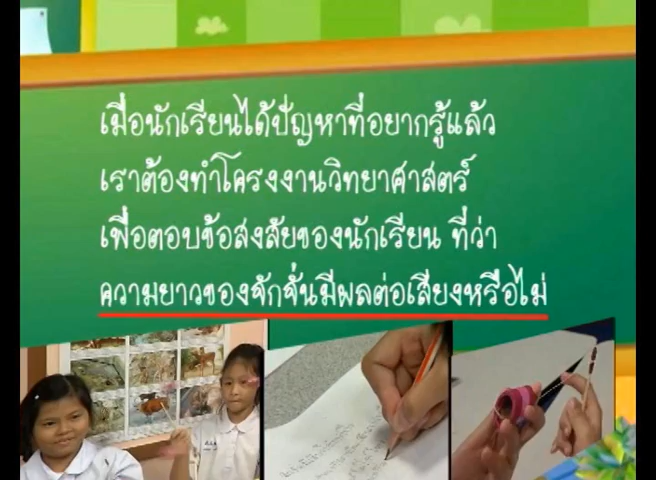 เมื่อนักเรียนได้ปัญหาที่อยากรู้แล้ว
เราต้องทำโครงงานวิทยาศาสตร์
เพื่อตอบข้อสงสัยของนักเรียน ที่ว่า
ความยาวของจักจั่นมีผลต่อเสียงหรือไม่